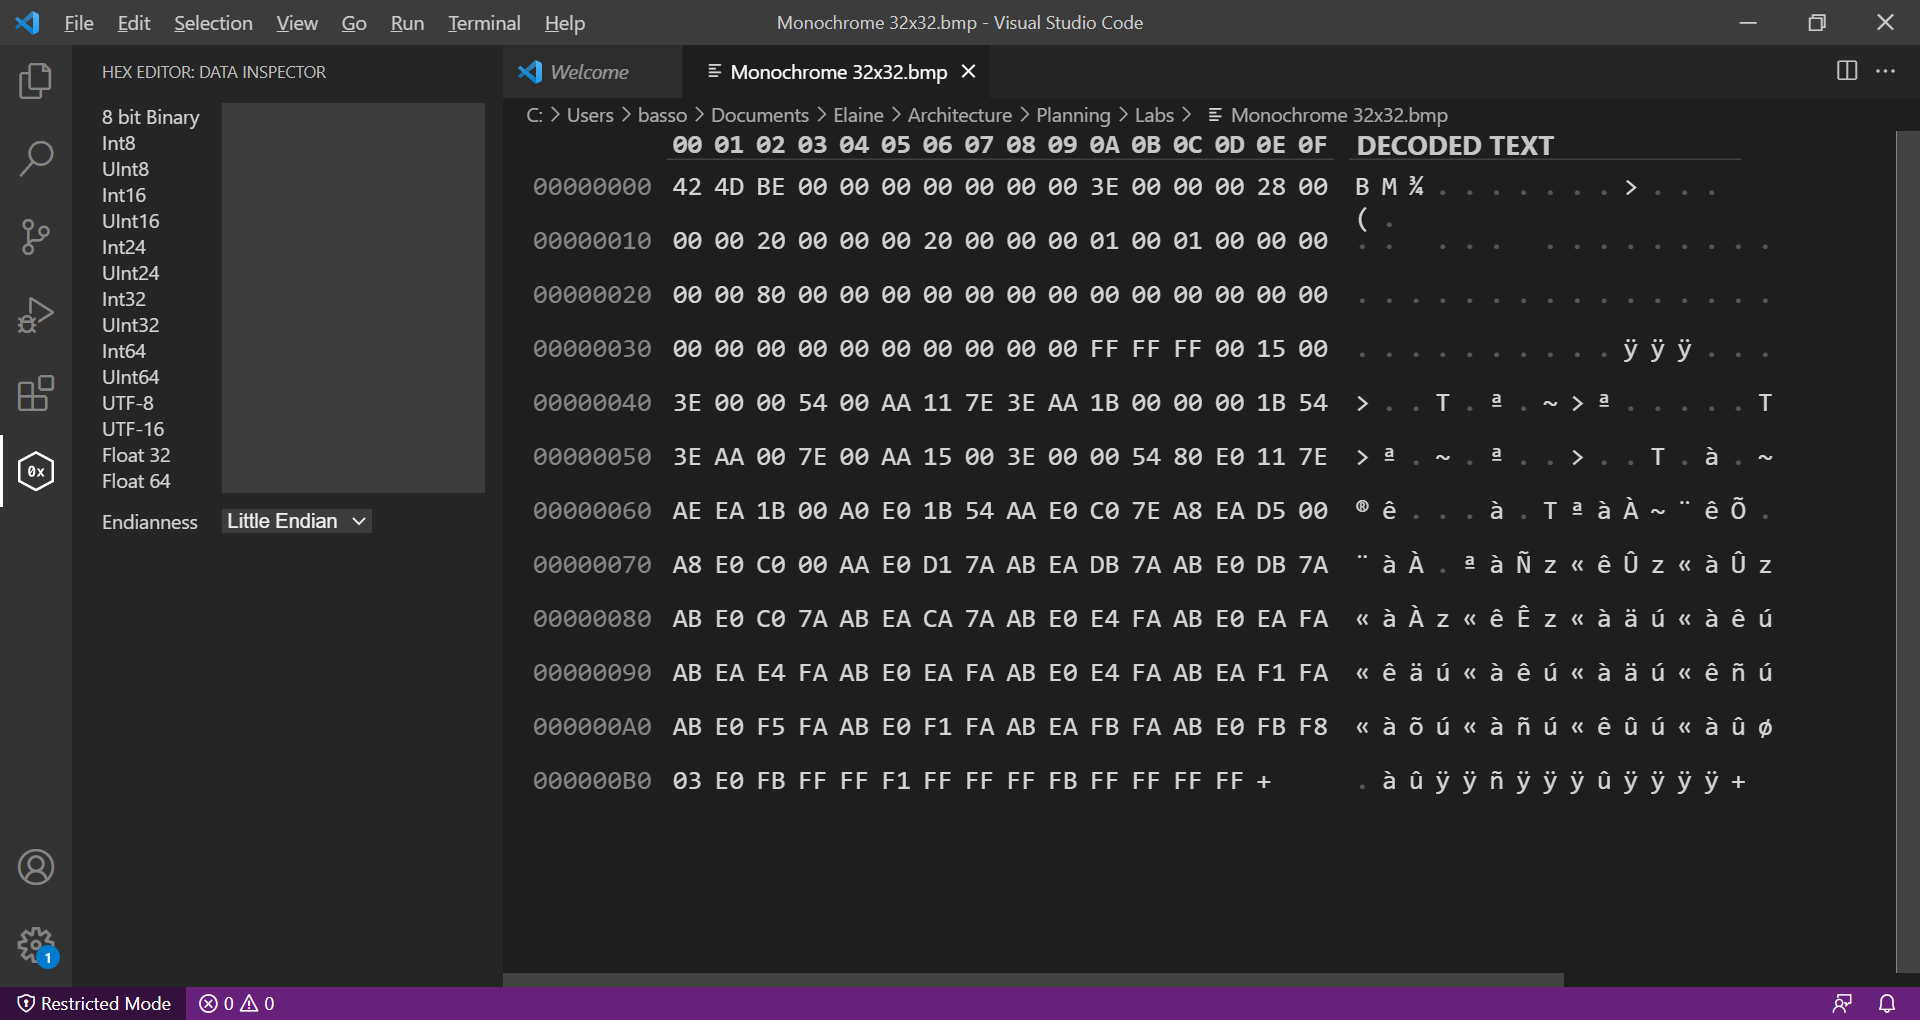 File Edit Selection View Go Run Terminal Help Monochrome 32x32.bmp - Visual Studio Code
HEX EDITOR: DATA INSPECTOR
8 bit Binary
Int8
UInt8
Int16
UInt16
Int24
UInt24
Int32
UInt32
Int64
UInt64
UTF-8
UTF-16
Float 32
Float 64
Endianness Little Endian
0x
1
Welcome Monochrome 32x32.bmp
C: > Users > basso > Documents > Elaine > Architecture > Planning > Labs > Monochrome 32x32.bmp
00 01 02 03 04 05 06 07 08 09 0A 0B 0C 0D 0E 0F DECODED TEXT
00000000 42 4D BE 00 00 00 00 00 00 00 3E 00 00 00 28 00 B M ¾ . . . . . . . > . . .
( .
00000010 00 00 20 00 00 00 20 00 00 00 01 00 01 00 00 00 . .   . . .   . . . . . . . . .
00000020 00 00 80 00 00 00 00 00 00 00 00 00 00 00 00 00 . . . . . . . . . . . . . . . .
00000030 00 00 00 00 00 00 00 00 00 00 FF FF FF 00 15 00 . . . . . . . . . . ÿ ÿ ÿ . . .
00000040 3E 00 00 54 00 AA 11 7E 3E AA 1B 00 00 00 1B 54 > . . T . ª . ~ > ª . . . . . T
00000050 3E AA 00 7E 00 AA 15 00 3E 00 00 54 80 E0 11 7E > ª . ~ . ª . . > . . T . à . ~
00000060 AE EA 1B 00 A0 E0 1B 54 AA E0 C0 7E A8 EA D5 00 ® ê . . . à . T ª à À ~ ¨ ê Õ .
00000070 A8 E0 C0 00 AA E0 D1 7A AB EA DB 7A AB E0 DB 7A ¨ à À . ª à Ñ z « ê Û z « à Û z
00000080 AB E0 C0 7A AB EA CA 7A AB E0 E4 FA AB E0 EA FA « à À z « ê Ê z « à ä ú « à ê ú
00000090 AB EA E4 FA AB E0 EA FA AB E0 E4 FA AB EA F1 FA « ê ä ú « à ê ú « à ä ú « ê ñ ú
000000A0 AB E0 F5 FA AB E0 F1 FA AB EA FB FA AB E0 FB F8 « à õ ú « à ñ ú « ê û ú « à û ø
000000B0 03 E0 FB FF FF F1 FF FF FF FB FF FF FF FF + . à û ÿ ÿ ñ ÿ ÿ ÿ û ÿ ÿ ÿ ÿ +
Restricted Mode 0 0